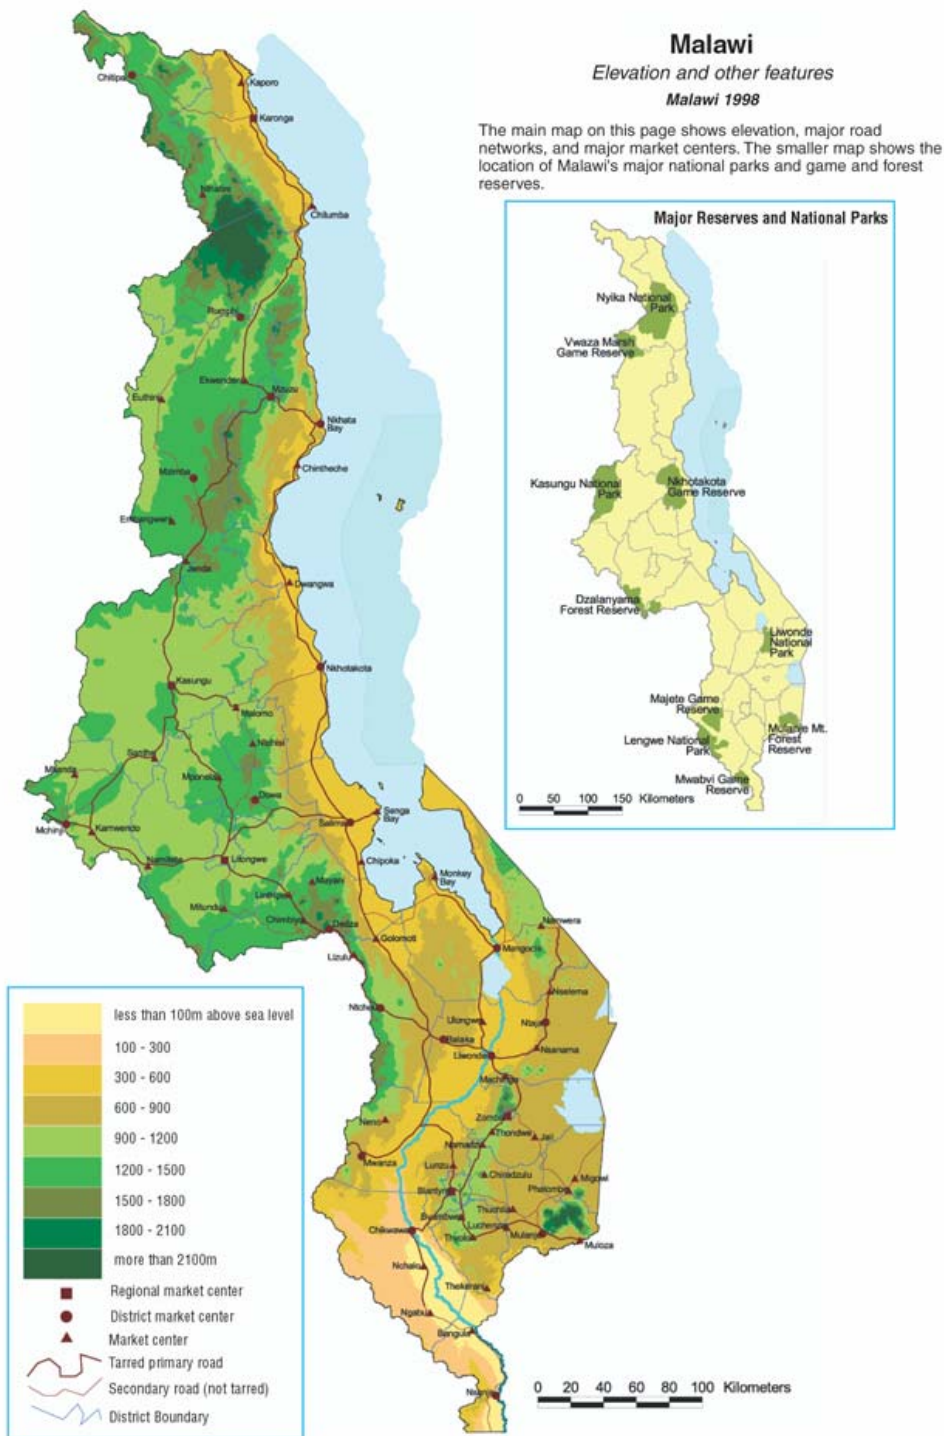 Malawi
Elevation and other features
Malawi 1998
The main map on this page shows elevation, major road
networks, and major market centers. The smaller map shows the
location of Malawi's major national parks and game and forest
reserves.
Major Reserves and National Parks
Nyika National
Park
Vwaza Marsh
Game Reserve
Kasungu National
Park
Nkhotakota
Game Reserve
Dzalanyama
Forest Reserve
Liwonde
National
Park
Majete Game
Reserve
Lengwe National
Park
Mulanje Mt.
Forest
Reserve
Mwabvi Game
Reserve
0 50 100 150 Kilometers
Chitipa
Kaporo
Karonga
Chilumba
Rumphi
Ekwendeni
Mzuzu
Euthini
Nkhata
Bay
Chintheche
Mzimba
Embangweni
Jenda
Dwangwa
Nkhotakota
Kasungu
Malomo
Ntchisi
Santhe
Mkanda
Mponela
Dowa
Senga
Bay
Salima
Mchinji
Kamwendo
Namitete
Lilongwe
Chipoka
Monkey
Bay
Mayani
Linthipe
Mitundu
Chimbiya
Dedza
Namwera
Golomoti
Mangochi
Lizulu
Nselema
Ntcheu
Ulongwe
Ntaja
Balaka
Liwonde
Nsanama
Machinga
Zomba
Neno
Thondwe
Jali
Namadzi
Mwanza
Lunzu
Chiradzulu
Migowi
Blantyre
Phalombe
Thuchila
Bvumbwe
Luchenza
Chikwawa
Thyolo
Mulanje
Muloza
Nchalo
Thekerani
Ngabu
Bangula
Nsanje
0 20 40 60 80 100 Kilometers
less than 100m above sea level
100 - 300
300 - 600
600 - 900
900 - 1200
1200 - 1500
1500 - 1800
1800 - 2100
more than 2100m
Regional market center
District market center
Market center
Tarred primary road
Secondary road (not tarred)
District Boundary